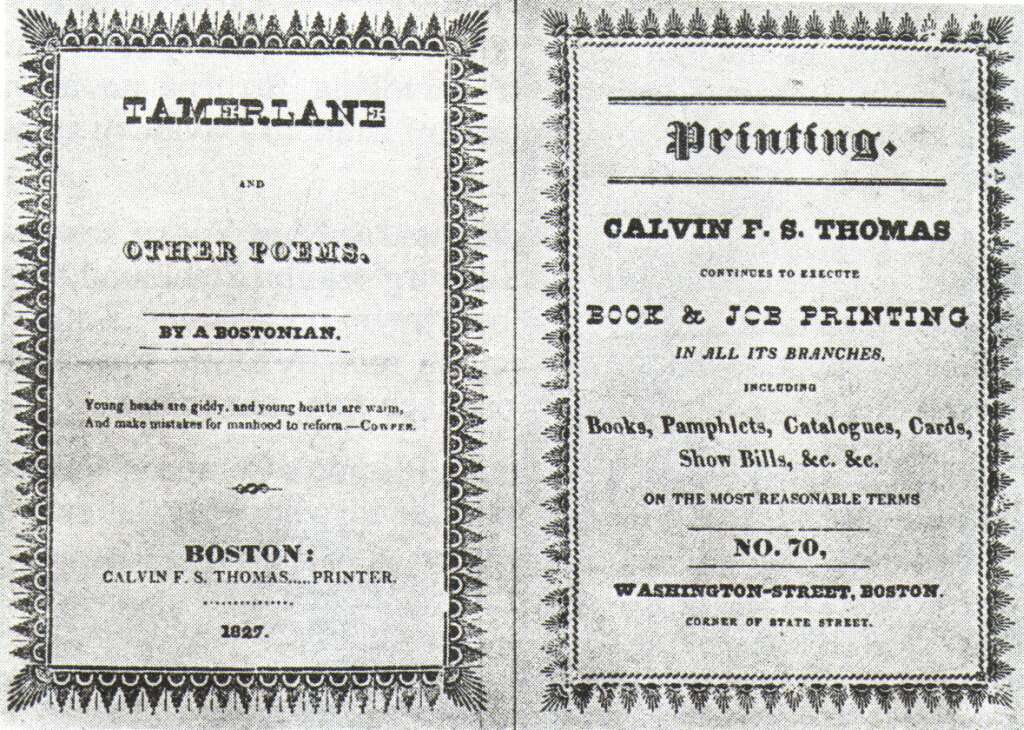 TAMERLANE
AND
OTHER POEMS.
BY A BOSTONIAN.
Young heads are giddy, and young hearts are warm,
And make mistakes for manhood to reform.—COWPER.
BOSTON:
CALVIN F. S. THOMAS.....PRINTER.
1827.
Printing.
CALVIN F. S. THOMAS
CONTINUES TO EXECUTE
BOOK & JOB PRINTING
IN ALL ITS BRANCHES,
INCLUDING
Books, Pamphlets, Catalogues, Cards,
Show Bills, &c. &c.
ON THE MOST REASONABLE TERMS
NO. 70,
WASHINGTON-STREET, BOSTON.
CORNER OF STATE STREET.